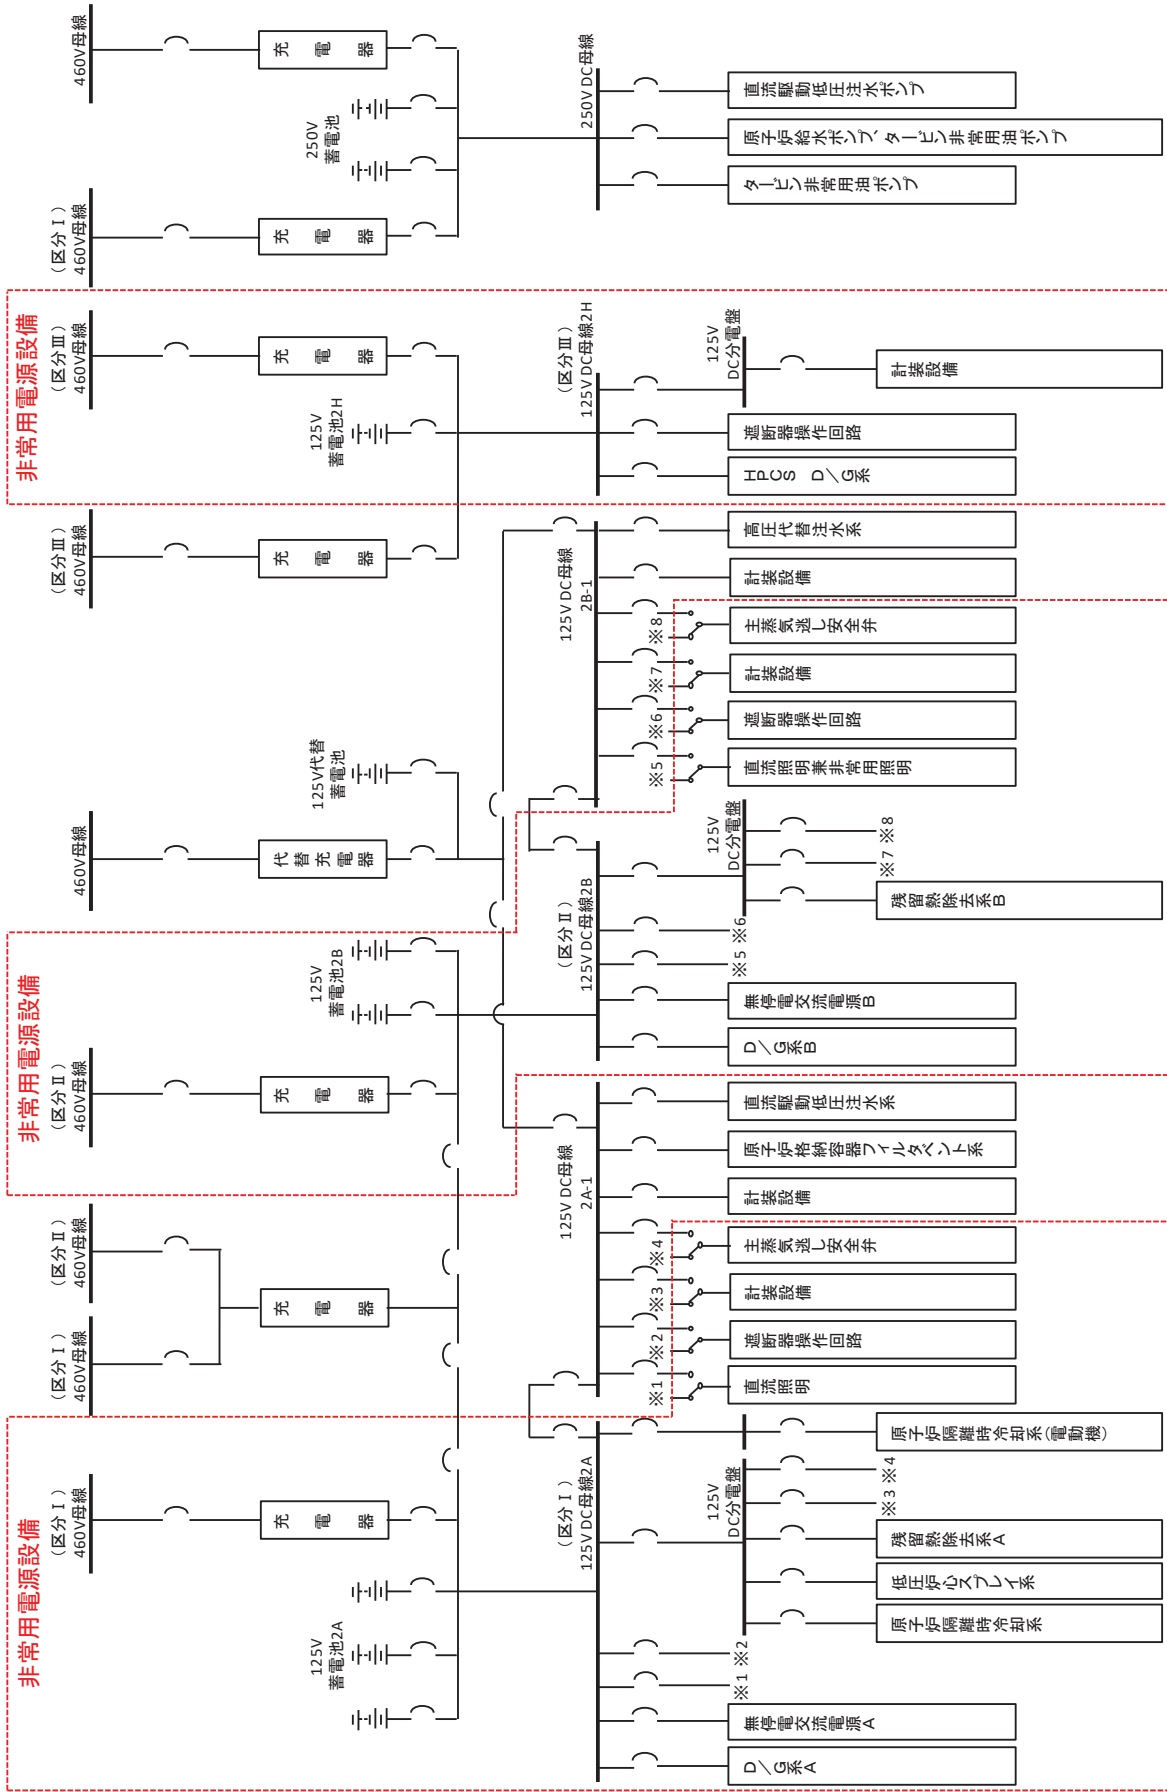 非常用電源設備
（区分Ⅰ）
460V母線
充電器
125V
蓄電池2A
（区分Ⅰ）
125V DC母線2A
D／G系A
無停電交流電源A
※1
※2
125V
DC分電盤
原子炉隔離時冷却系
低圧炉心スプレイ系
残留熱除去系A
※3
※4
原子炉隔離時冷却系(電動機)
（区分Ⅰ）
460V母線
（区分Ⅱ）
460V母線
充電器
125V DC母線
2A-1
※1
※2
※3
※4
直流照明
遮断器操作回路
計装設備
主蒸気逃し安全弁
計装設備
原子炉格納容器フィルタベント系
直流駆動低圧注水系
非常用電源設備
（区分Ⅱ）
460V母線
充電器
125V
蓄電池2B
（区分Ⅱ）
125V DC母線2B
D／G系B
無停電交流電源B
※5
※6
125V
DC分電盤
残留熱除去系B
※7
※8
460V母線
代替充電器
125V代替
蓄電池
125V DC母線
2B-1
※5
※6
※7
※8
直流照明兼非常用照明
遮断器操作回路
計装設備
主蒸気逃し安全弁
計装設備
高圧代替注水系
（区分Ⅲ）
460V母線
充電器
非常用電源設備
（区分Ⅲ）
460V母線
充電器
125V
蓄電池2H
（区分Ⅲ）
125V DC母線2H
HPCS　D／G系
遮断器操作回路
125V
DC分電盤
計装設備
（区分Ⅰ）
460V母線
充電器
250V
蓄電池
460V母線
充電器
250V DC母線
タービン非常用油ポンプ
原子炉給水ポンプ、タービン非常用油ポンプ
直流駆動低圧注水ポンプ